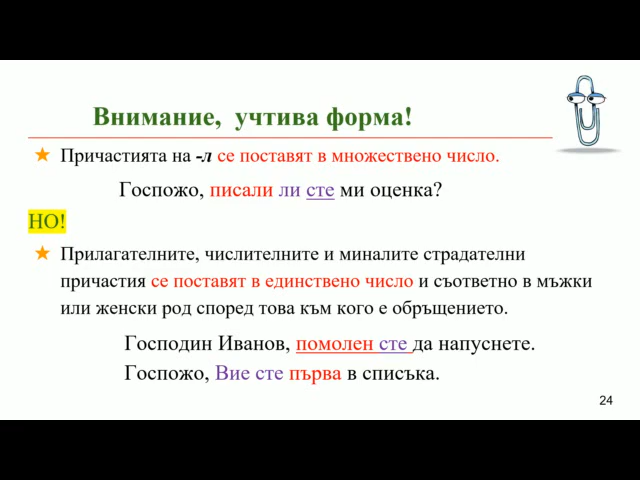 Внимание, учтива форма!
Причастията на -л се поставят в множествено число.
Госпожо, писали ли сте ми оценка?
НО!
Прилагателните, числителните и миналите страдателни
причастия се поставят в единствено число и съответно в мъжки
или женски род според това към кого е обръщението.
Господин Иванов, помолен сте да напуснете.
Госпожо, Вие сте първа в списъка.
24